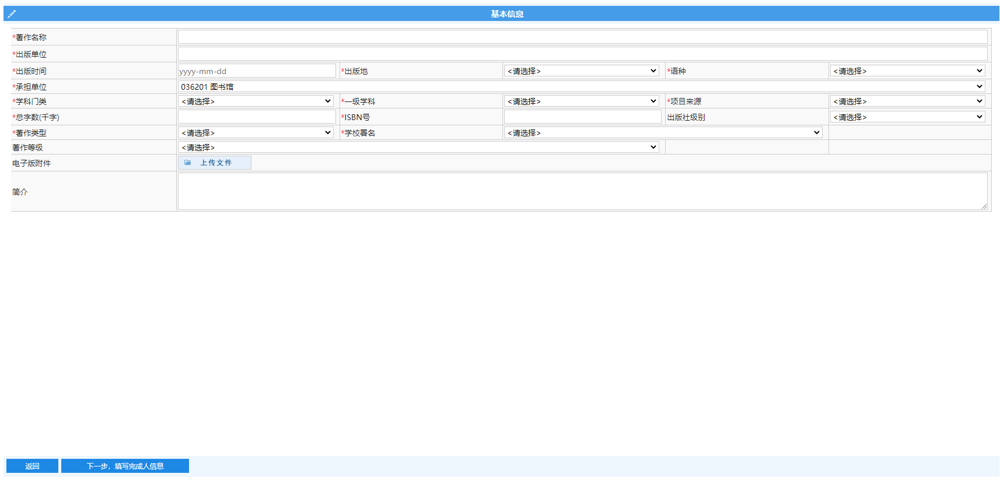 基本信息
*著作名称
*出版单位
*出版时间 yyyy-mm-dd *出版地 <请选择> *语种 <请选择>
*承担单位 036201 图书馆
*学科门类 <请选择> *一级学科 <请选择> *项目来源 <请选择>
*总字数(千字) *ISBN号 出版社级别 <请选择>
*著作类型 <请选择> *学校署名 <请选择>
著作等级 <请选择>
电子版附件 上传文件
简介
返回 下一步，填写完成人信息